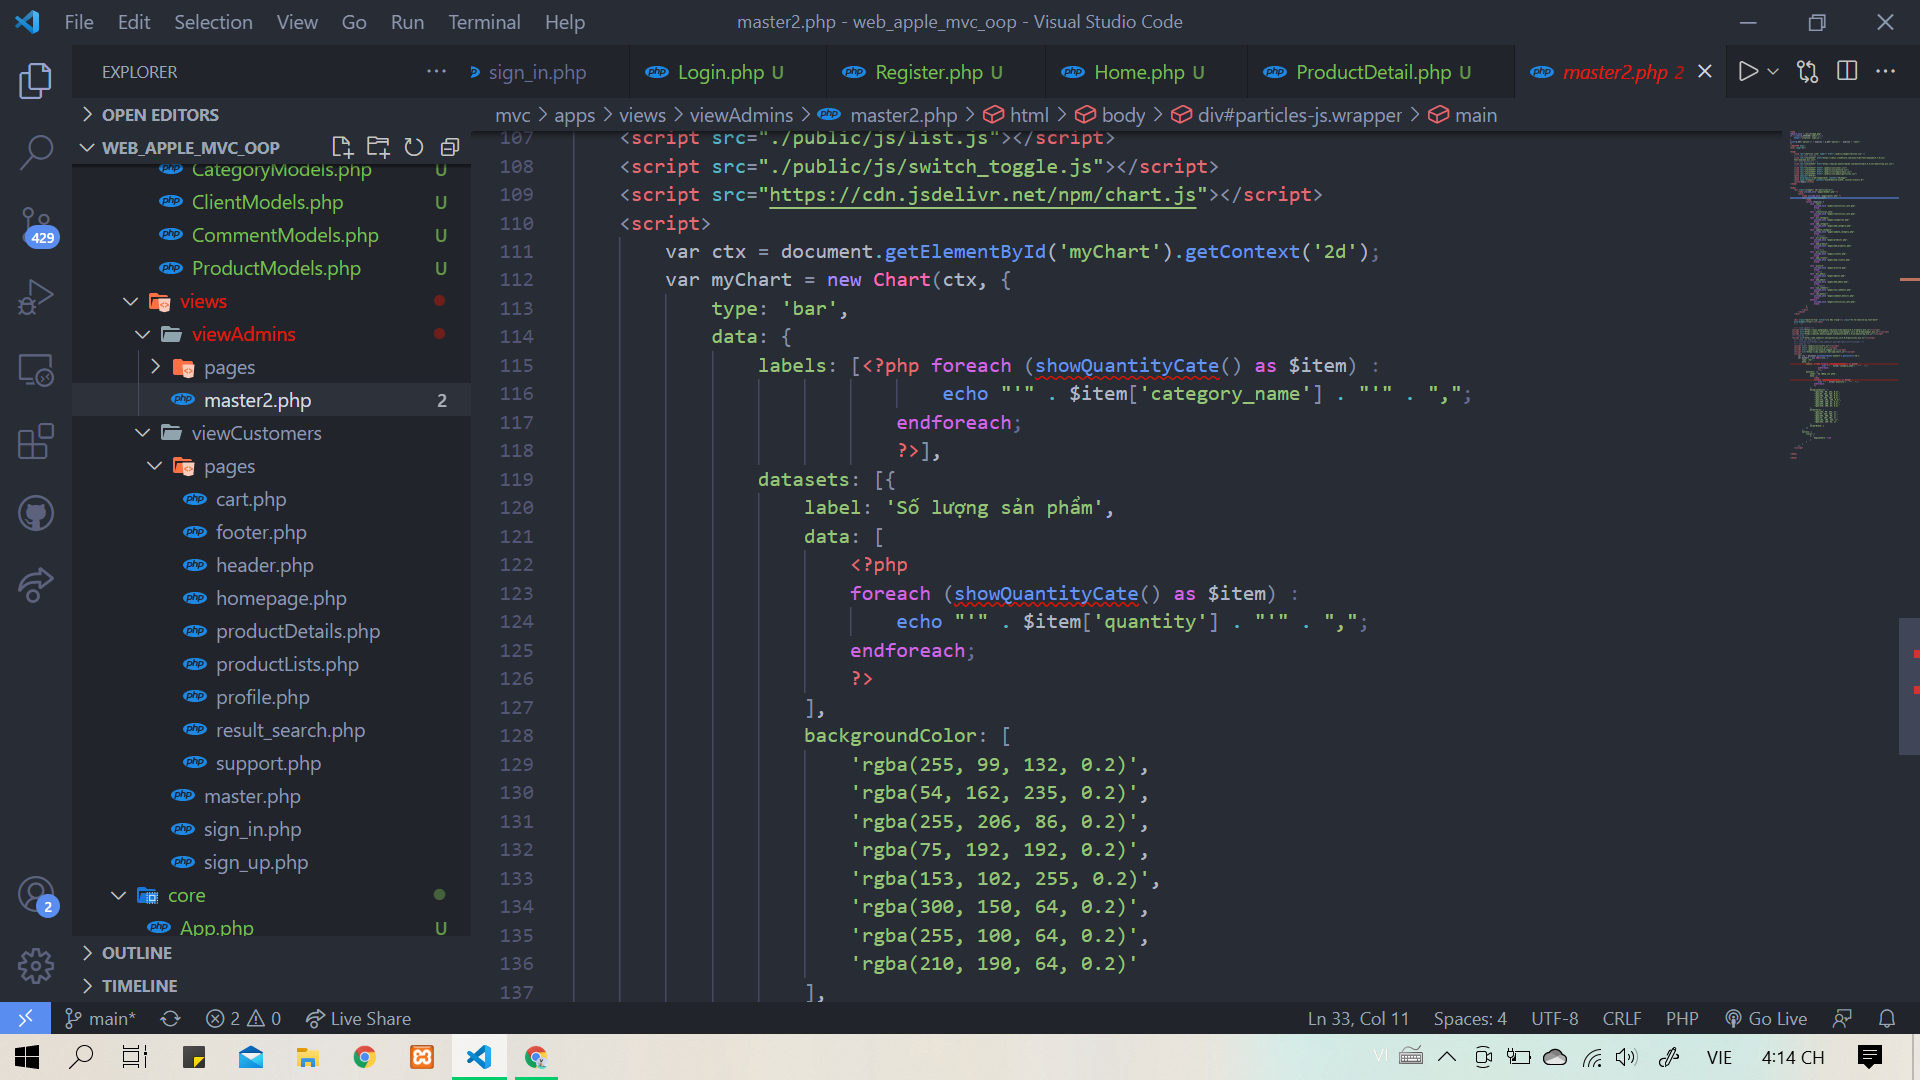 File Edit Selection View Go Run Terminal Help
master2.php - web_apple_mvc_oop - Visual Studio Code
EXPLORER
sign_in.php
Login.php U
Register.php U
Home.php U
ProductDetail.php U
master2.php 2
OPEN EDITORS
mvc > apps > views > viewAdmins > master2.php > html > body > div#particles-js.wrapper > main
WEB_APPLE_MVC_OOP
CategoryModels.php U
ClientModels.php U
CommentModels.php U
ProductModels.php U
views
viewAdmins
pages
master2.php 2
viewCustomers
pages
cart.php
footer.php
header.php
homepage.php
productDetails.php
productLists.php
profile.php
result_search.php
support.php
master.php
sign_in.php
sign_up.php
core
App.php U
OUTLINE
TIMELINE
429
2
107 <script src="./public/js/list.js"></script>
108 <script src="./public/js/switch_toggle.js"></script>
109 <script src="https://cdn.jsdelivr.net/npm/chart.js"></script>
110 <script>
111 var ctx = document.getElementById('myChart').getContext('2d');
112 var myChart = new Chart(ctx, {
113 type: 'bar',
114 data: {
115 labels: [<?php foreach (showQuantityCate() as $item) :
116 echo "'" . $item['category_name'] . "'" . ",";
117 endforeach;
118 ?>],
119 datasets: [{
120 label: 'Số lượng sản phẩm',
121 data: [
122 <?php
123 foreach (showQuantityCate() as $item) :
124 echo "'" . $item['quantity'] . "'" . ",";
125 endforeach;
126 ?>
127 ],
128 backgroundColor: [
129 'rgba(255, 99, 132, 0.2)',
130 'rgba(54, 162, 235, 0.2)',
131 'rgba(255, 206, 86, 0.2)',
132 'rgba(75, 192, 192, 0.2)',
133 'rgba(153, 102, 255, 0.2)',
134 'rgba(300, 150, 64, 0.2)',
135 'rgba(255, 100, 64, 0.2)',
136 'rgba(210, 190, 64, 0.2)'
137 ],
main* 2 0 Live Share
Ln 33, Col 11 Spaces: 4 UTF-8 CRLF PHP Go Live
VIE 4:14 CH